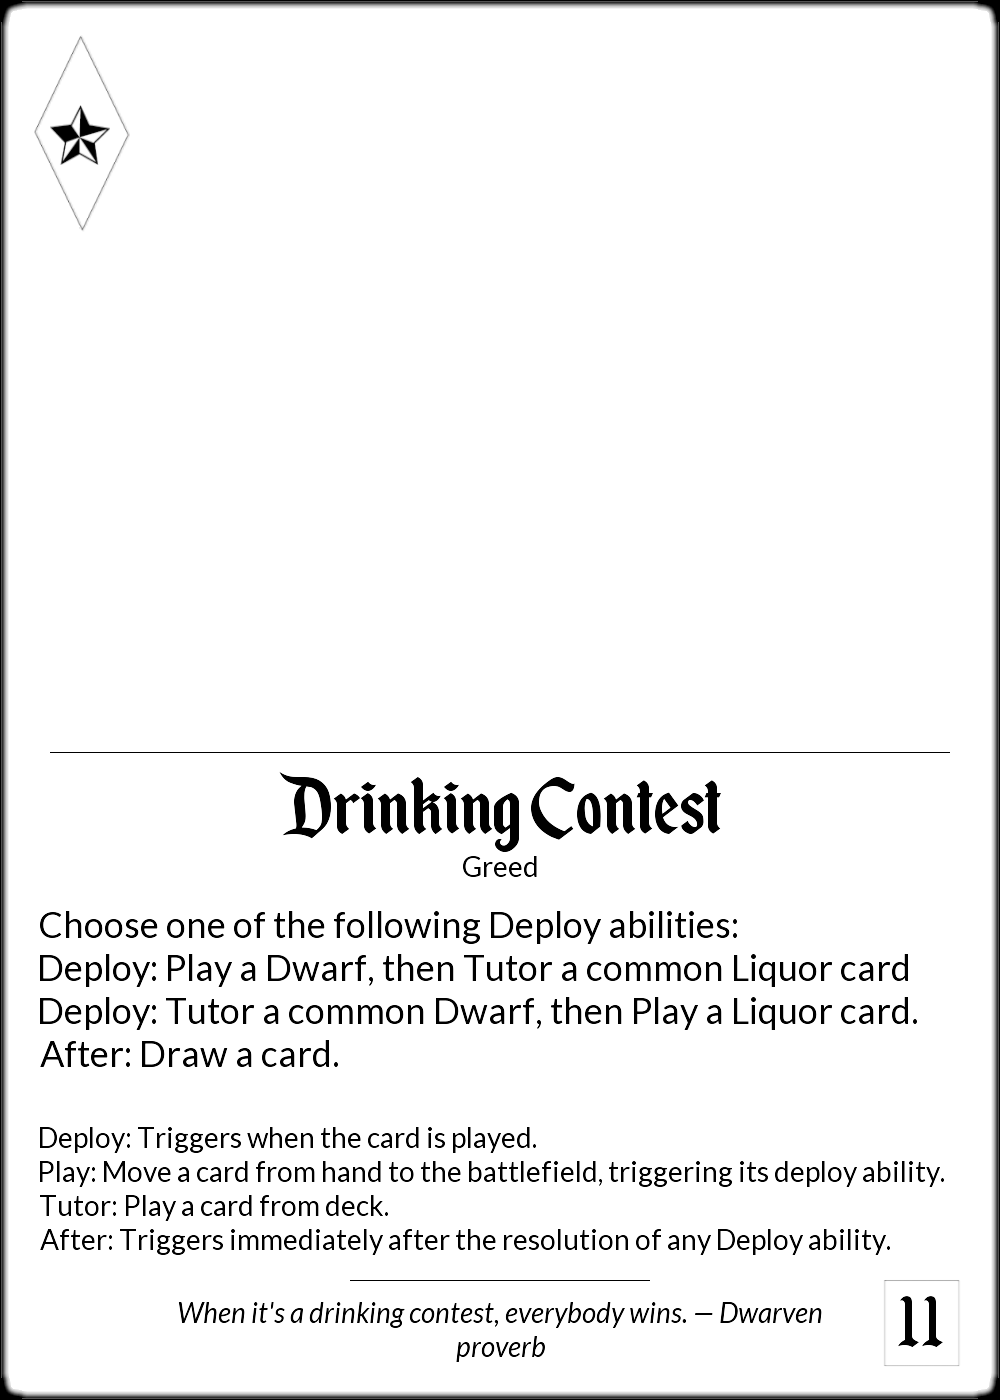 Drinking Contest
Greed
Choose one of the following Deploy abilities:
Deploy: Play a Dwarf, then Tutor a common Liquor card
Deploy: Tutor a common Dwarf, then Play a Liquor card.
After: Draw a card.
Deploy: Triggers when the card is played.
Play: Move a card from hand to the battlefield, triggering its deploy ability.
Tutor: Play a card from deck.
After: Triggers immediately after the resolution of any Deploy ability.
When it's a drinking contest, everybody wins. — Dwarven
proverb
11